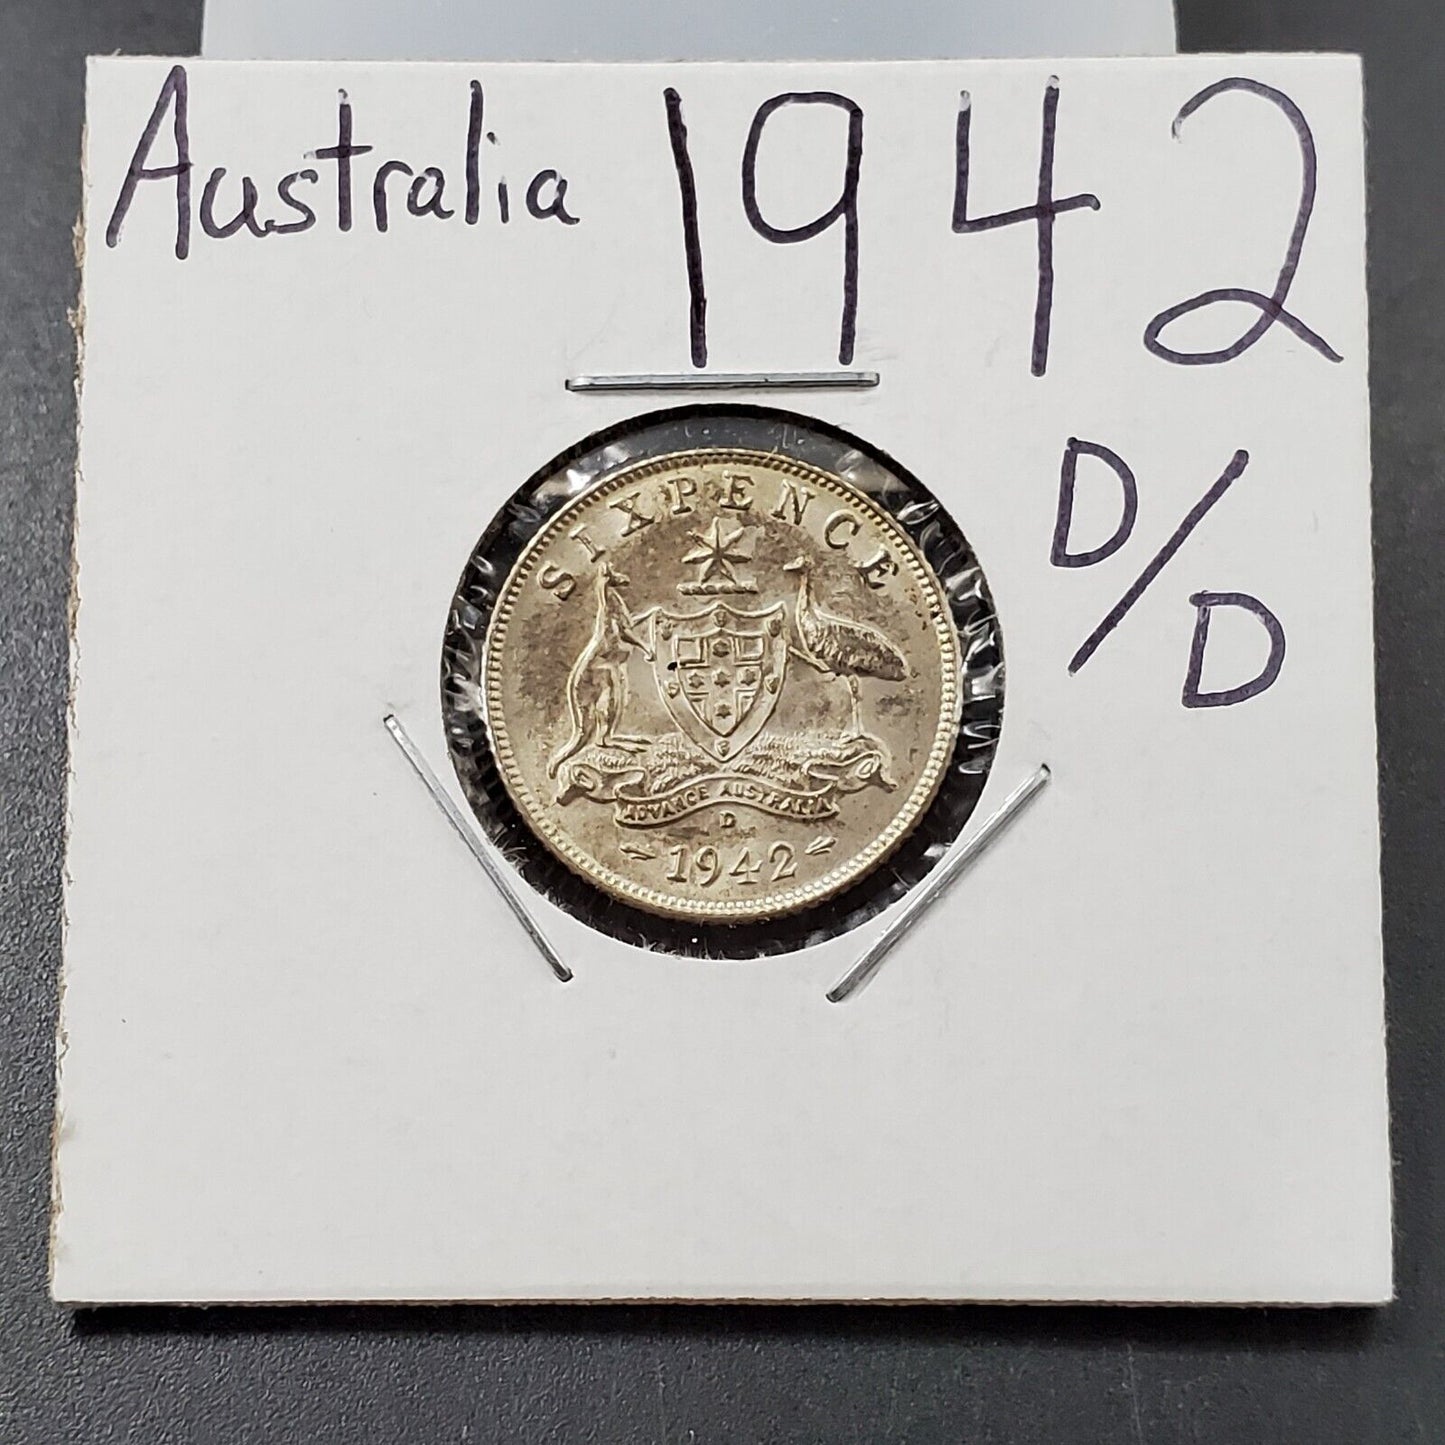 Australia 1942
D/D
SIXPENCE
ADVANCE AUSTRALIA
D
1942